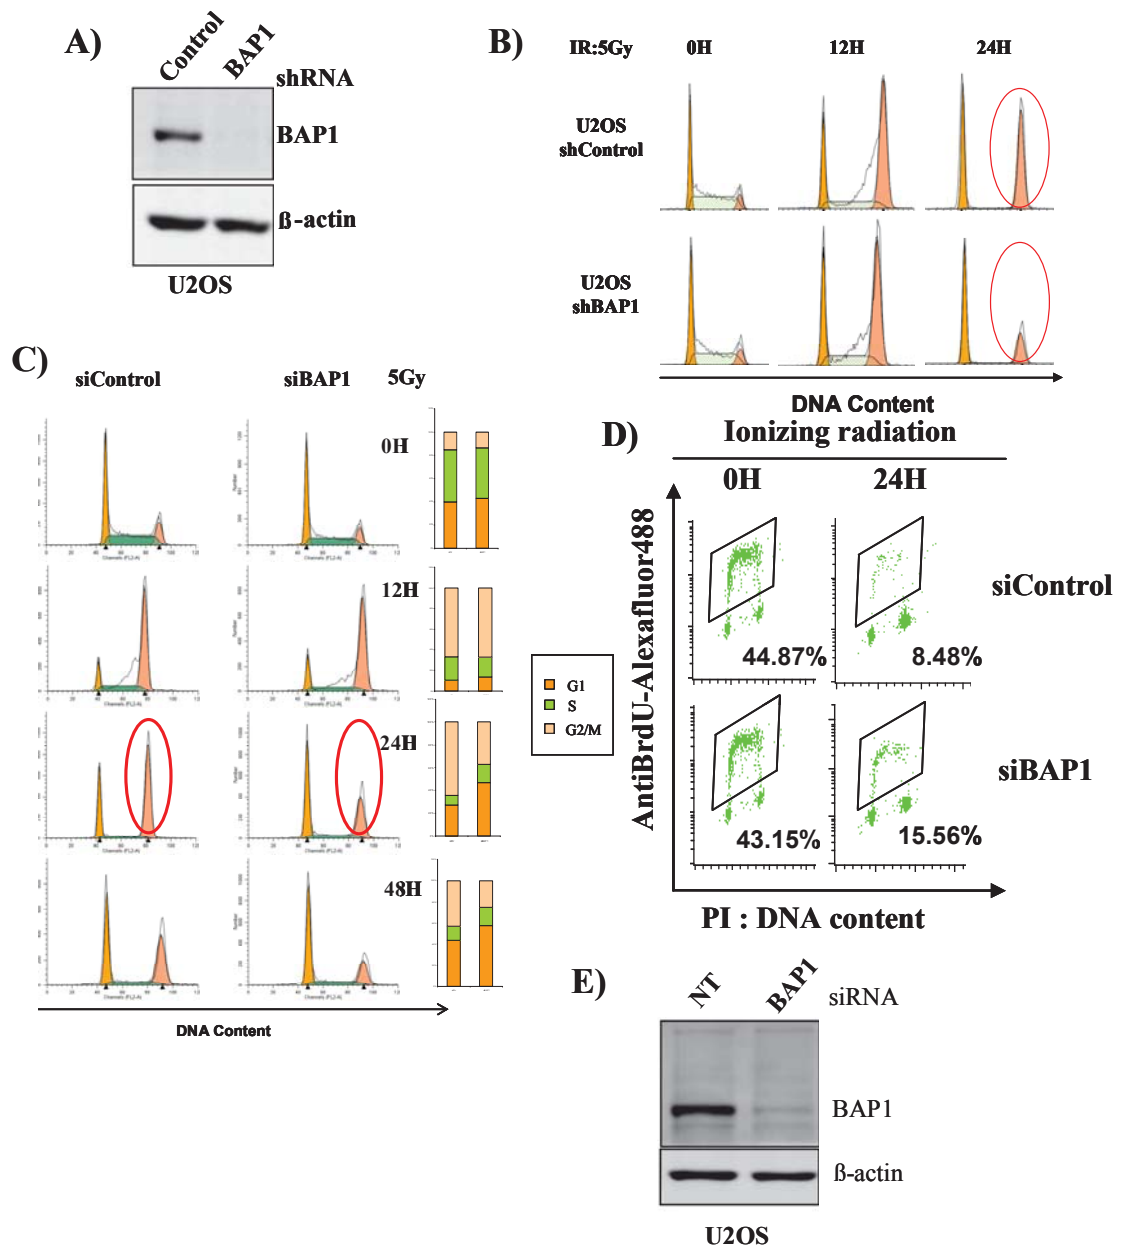 A)
Control
BAP1
shRNA
BAP1
ß-actin
U2OS
B)
IR:5Gy
0H
12H
24H
U2OS
shControl
U2OS
shBAP1
DNA Content
C)
siControl
siBAP1
5Gy
0H
12H
24H
48H
G1
S
G2/M
DNA Content
D)
Ionizing radiation
0H
24H
AntiBrdU-Alexafluor488
siControl
44.87%
8.48%
siBAP1
43.15%
15.56%
PI : DNA content
E)
NT
BAP1
siRNA
BAP1
ß-actin
U2OS